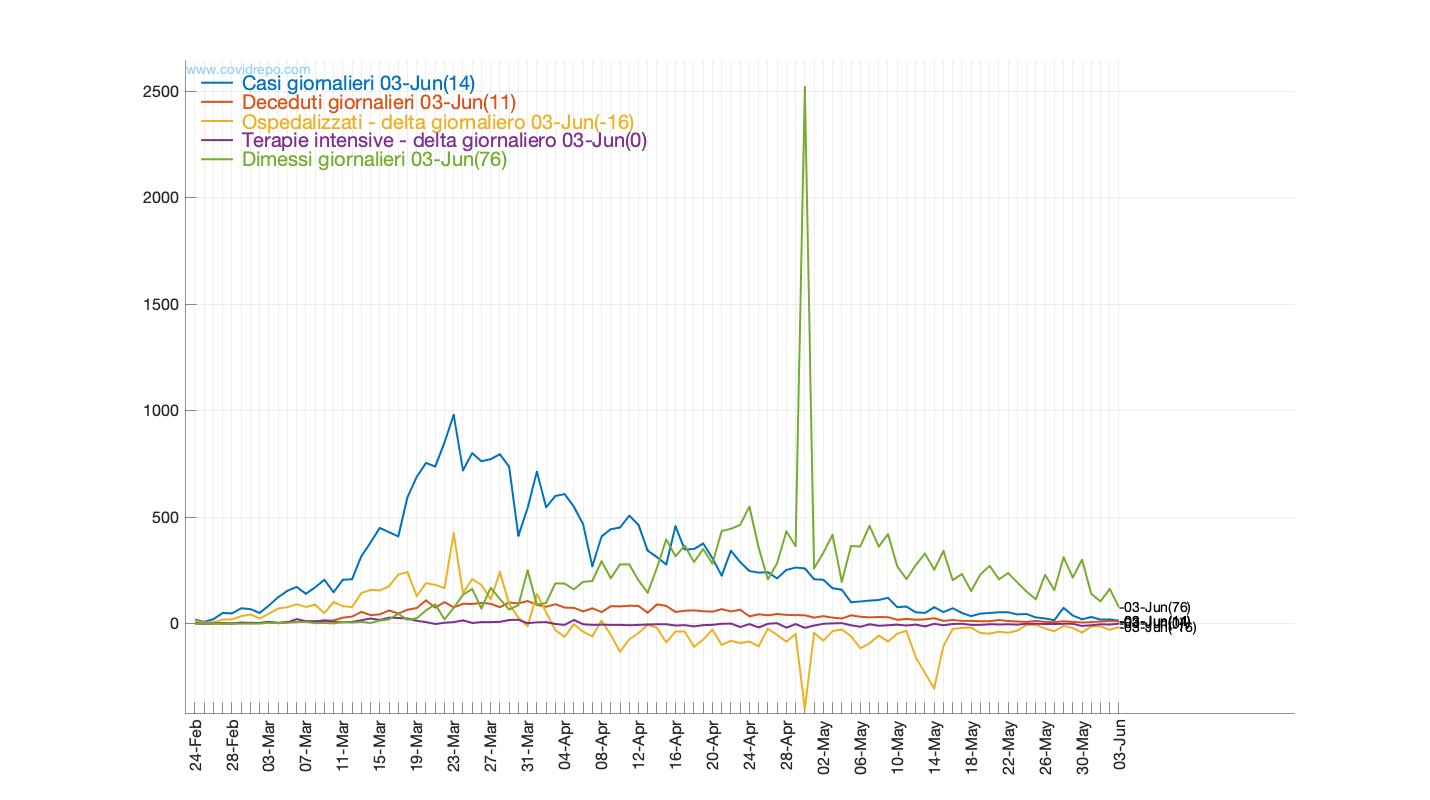 www.covidrepo.com
Casi giornalieri 03-Jun(14)
Deceduti giornalieri 03-Jun(11)
Ospedalizzati - delta giornaliero 03-Jun(-16)
Terapie intensive - delta giornaliero 03-Jun(0)
Dimessi giornalieri 03-Jun(76)
2500
2000
1500
1000
500
0
03-Jun(76)
03-Jun(14)
24-Feb
28-Feb
03-Mar
07-Mar
11-Mar
15-Mar
19-Mar
23-Mar
27-Mar
31-Mar
04-Apr
08-Apr
12-Apr
16-Apr
20-Apr
24-Apr
28-Apr
02-May
06-May
10-May
14-May
18-May
22-May
26-May
30-May
03-Jun